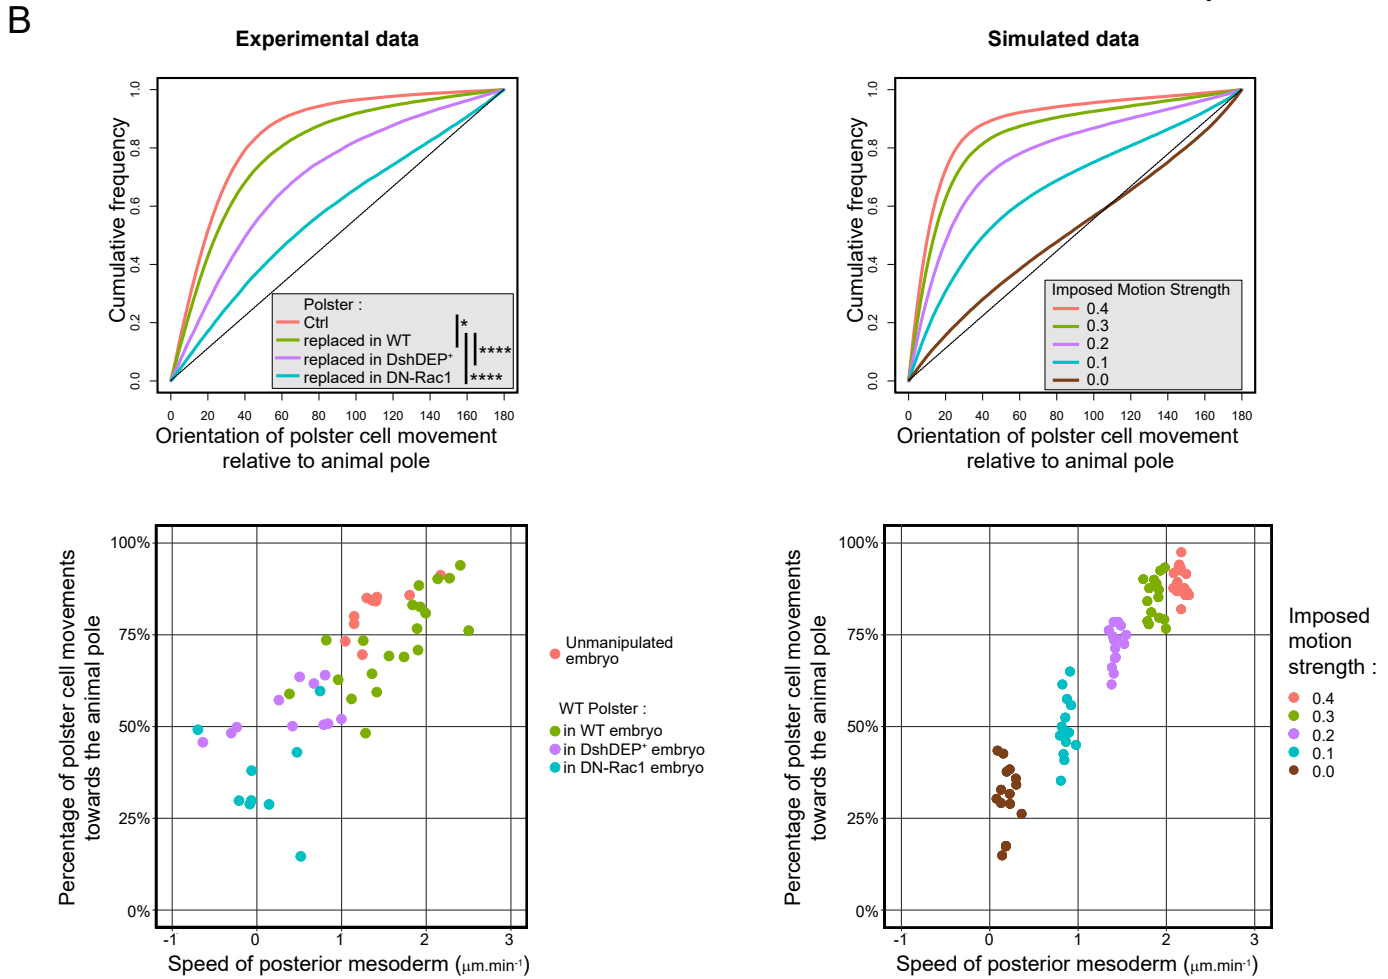 B
Experimental data
Cumulative frequency
1.0
0.8
0.6
0.4
0.2
0.0
Polster :
Ctrl
replaced in WT
replaced in DshDEP+
replaced in DN-Rac1
*
****
****
0 20 40 60 80 100 120 140 160 180
Orientation of polster cell movement
relative to animal pole
Simulated data
Cumulative frequency
1.0
0.8
0.6
0.4
0.2
0.0
Imposed Motion Strength
0.4
0.3
0.2
0.1
0.0
0 20 40 60 80 100 120 140 160 180
Orientation of polster cell movement
relative to animal pole
Percentage of polster cell movements
towards the animal pole
100%
75%
50%
25%
0%
-1 0 1 2 3
Speed of posterior mesoderm (μm.min-1)
Unmanipulated
embryo
WT Polster :
in WT embryo
in DshDEP+ embryo
in DN-Rac1 embryo
Percentage of polster cell movements
towards the animal pole
100%
75%
50%
25%
0%
-1 0 1 2 3
Speed of posterior mesoderm (μm.min-1)
Imposed
motion
strength :
0.4
0.3
0.2
0.1
0.0